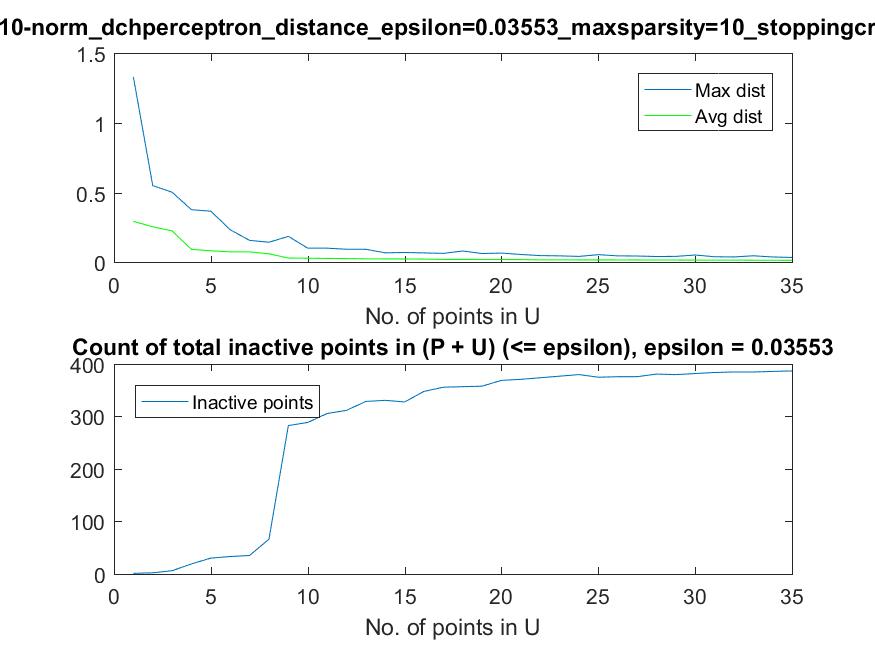 10-norm_dchperceptron_distance_epsilon=0.03553_maxsparsity=10_stoppingcr
1.5
1
0.5
0
Max dist
Avg dist
0 5 10 15 20 25 30 35
No. of points in U
Count of total inactive points in (P + U) (<= epsilon), epsilon = 0.03553
400
300
200
100
0
Inactive points
0 5 10 15 20 25 30 35
No. of points in U